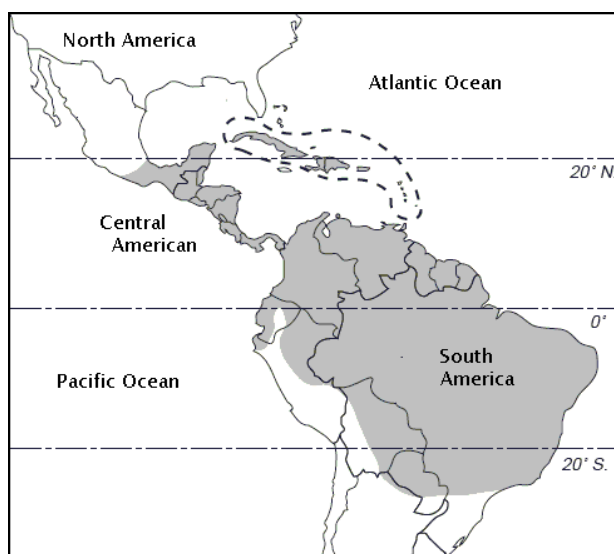 North America
Atlantic Ocean
20° N.
Central
American
0°
South
America
Pacific Ocean
20° S.